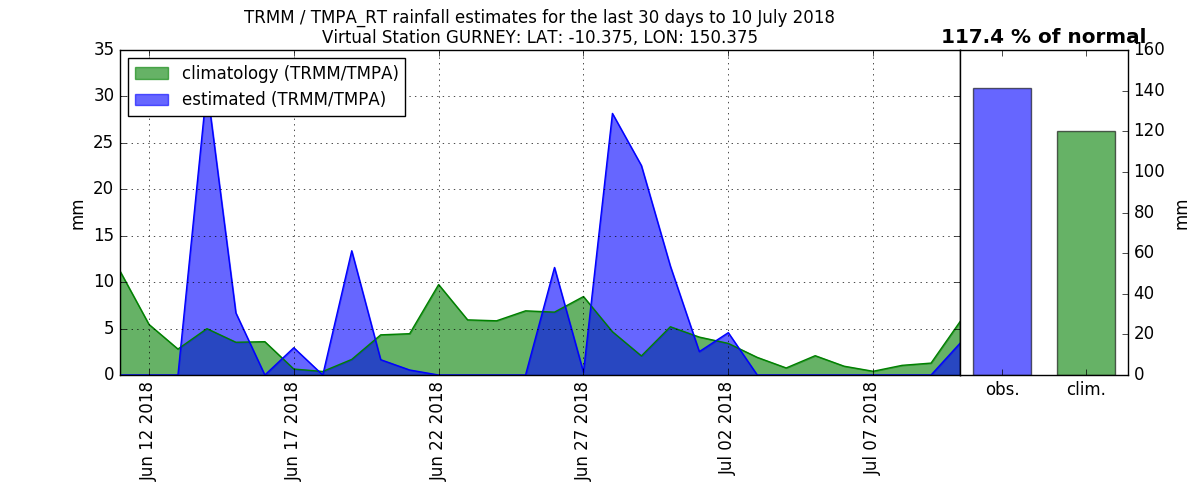 TRMM / TMPA_RT rainfall estimates for the last 30 days to 10 July 2018
Virtual Station GURNEY: LAT: -10.375, LON: 150.375
117.4 % of normal
climatology (TRMM/TMPA)
estimated (TRMM/TMPA)
35
30
25
20
15
10
5
0
mm
Jun 12 2018
Jun 17 2018
Jun 22 2018
Jun 27 2018
Jul 02 2018
Jul 07 2018
160
140
120
100
80
60
40
20
0
mm
obs.
clim.